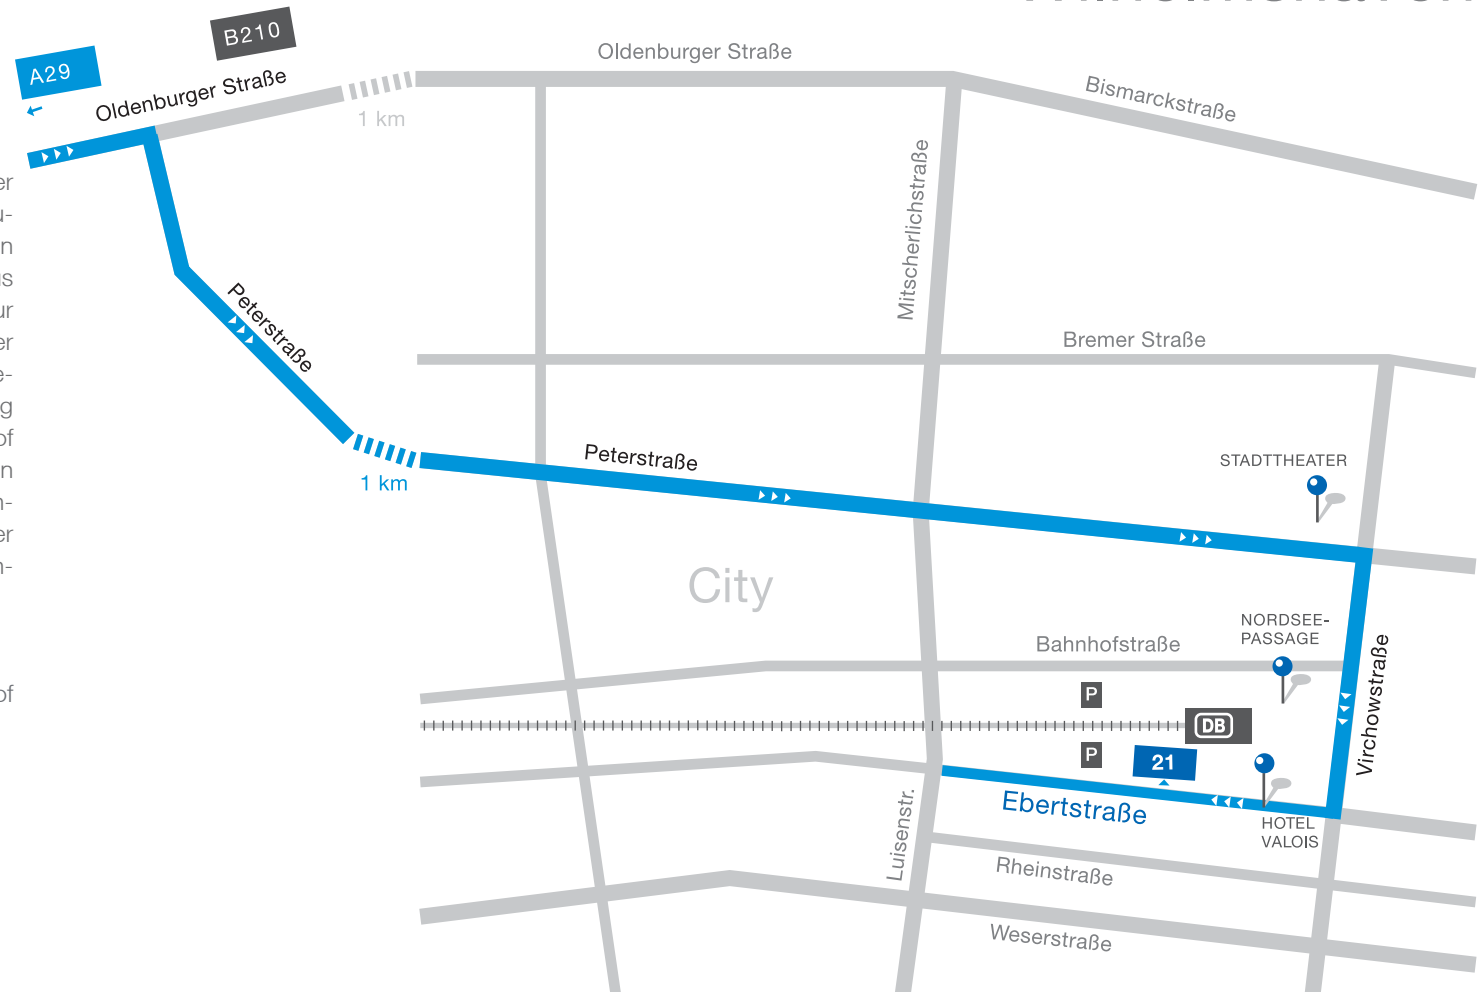 B210
A29
Oldenburger Straße
Oldenburger Straße
1 km
Bismarckstraße
Mitscherlichstraße
Peterstraße
Bremer Straße
Peterstraße
1 km
STADTTHEATER
City
NORDSEE-
PASSAGE
Bahnhofstraße
Virchowstraße
P
DB
P
21
Ebertstraße
HOTEL
VALOIS
Luisenstr.
Rheinstraße
Weserstraße